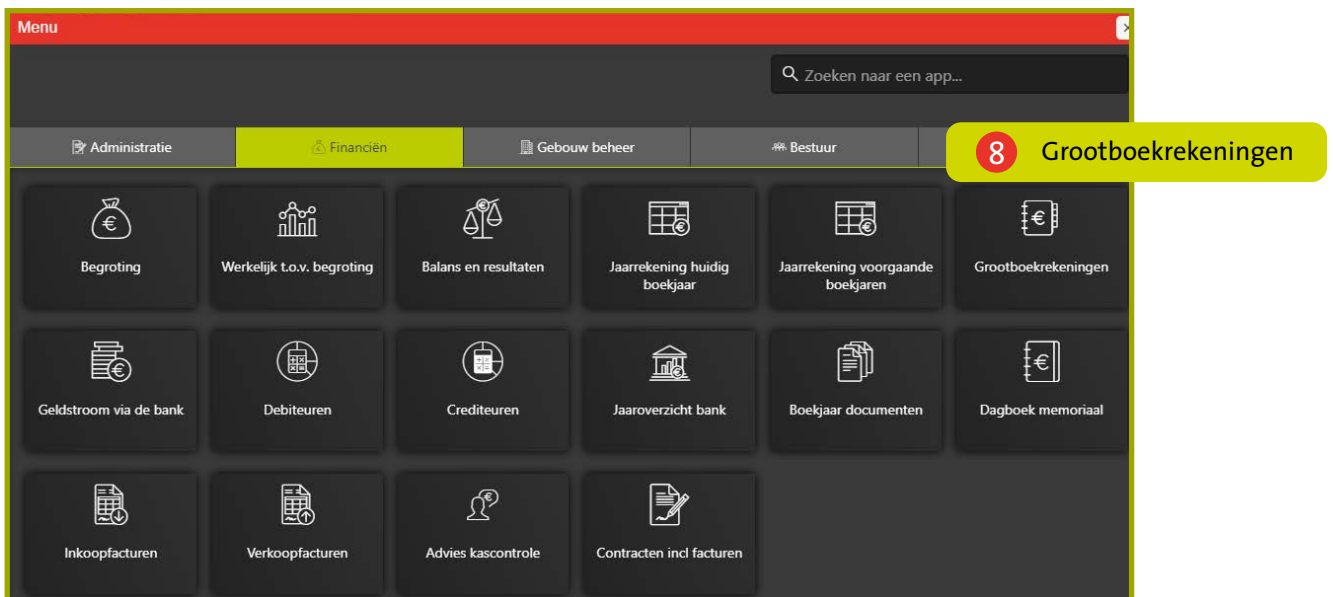 Menu
Zoeken naar een app...
Administratie
Financiën
Gebouw beheer
Bestuur
8 Grootboekrekeningen
Begroting
Werkelijk t.o.v. begroting
Balans en resultaten
Jaarrekening huidig
boekjaar
Jaarrekening voorgaande
boekjaren
Grootboekrekeningen
Geldstroom via de bank
Debiteuren
Crediteuren
Jaaroverzicht bank
Boekjaar documenten
Dagboek memoriaal
Inkoopfacturen
Verkoopfacturen
Advies kascontrole
Contracten incl facturen